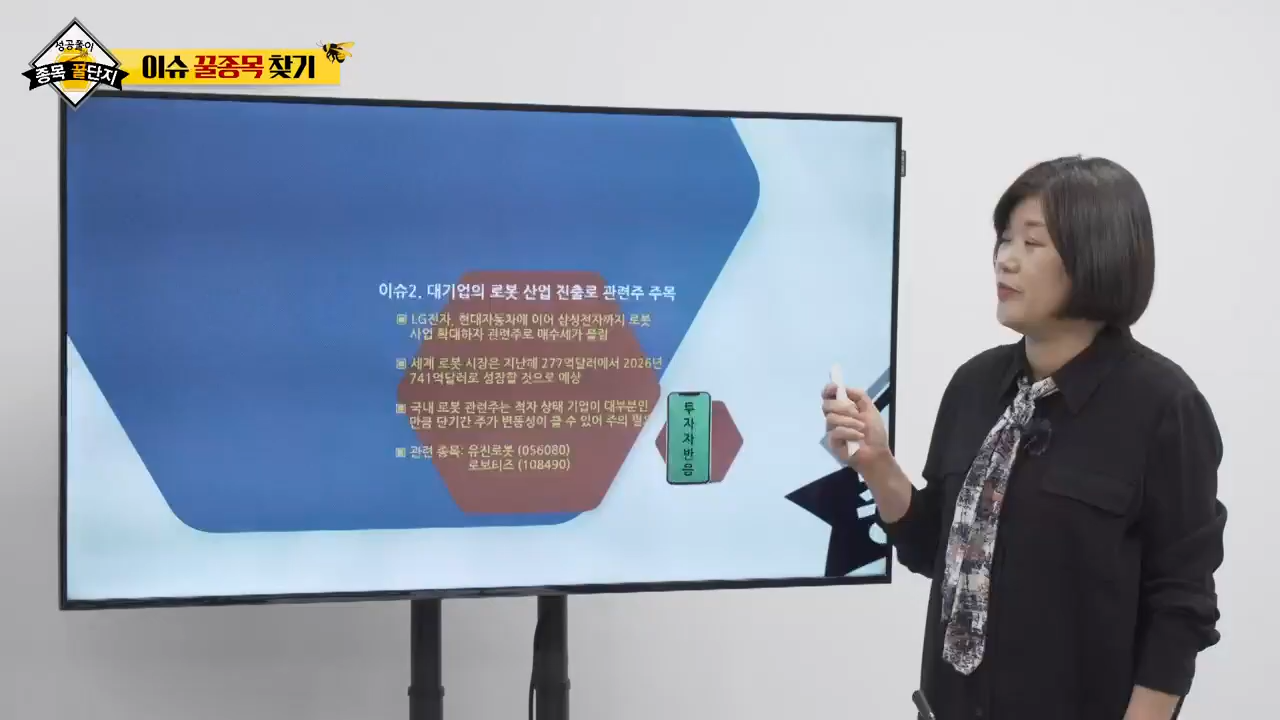 성공율이
종목 꿀단지
이슈 꿀종목 찾기
이슈2. 대기업의 로봇 산업 진출로 관련주 주목
▣ LG전자, 현대자동차에 이어 삼성전자까지 로봇
사업 확대하자 관련주로 매수세가 몰림
▣ 세계 로봇 시장은 지난해 277억달러에서 2026년
741억달러로 성장할 것으로 예상
▣ 국내 로봇 관련주는 적자 상태 기업이 대부분인
만큼 단기간 주가 변동성이 클 수 있어 주의 필요
▣ 관련 종목: 유진로봇 (056080)
로보티즈 (108490)
투자자반응